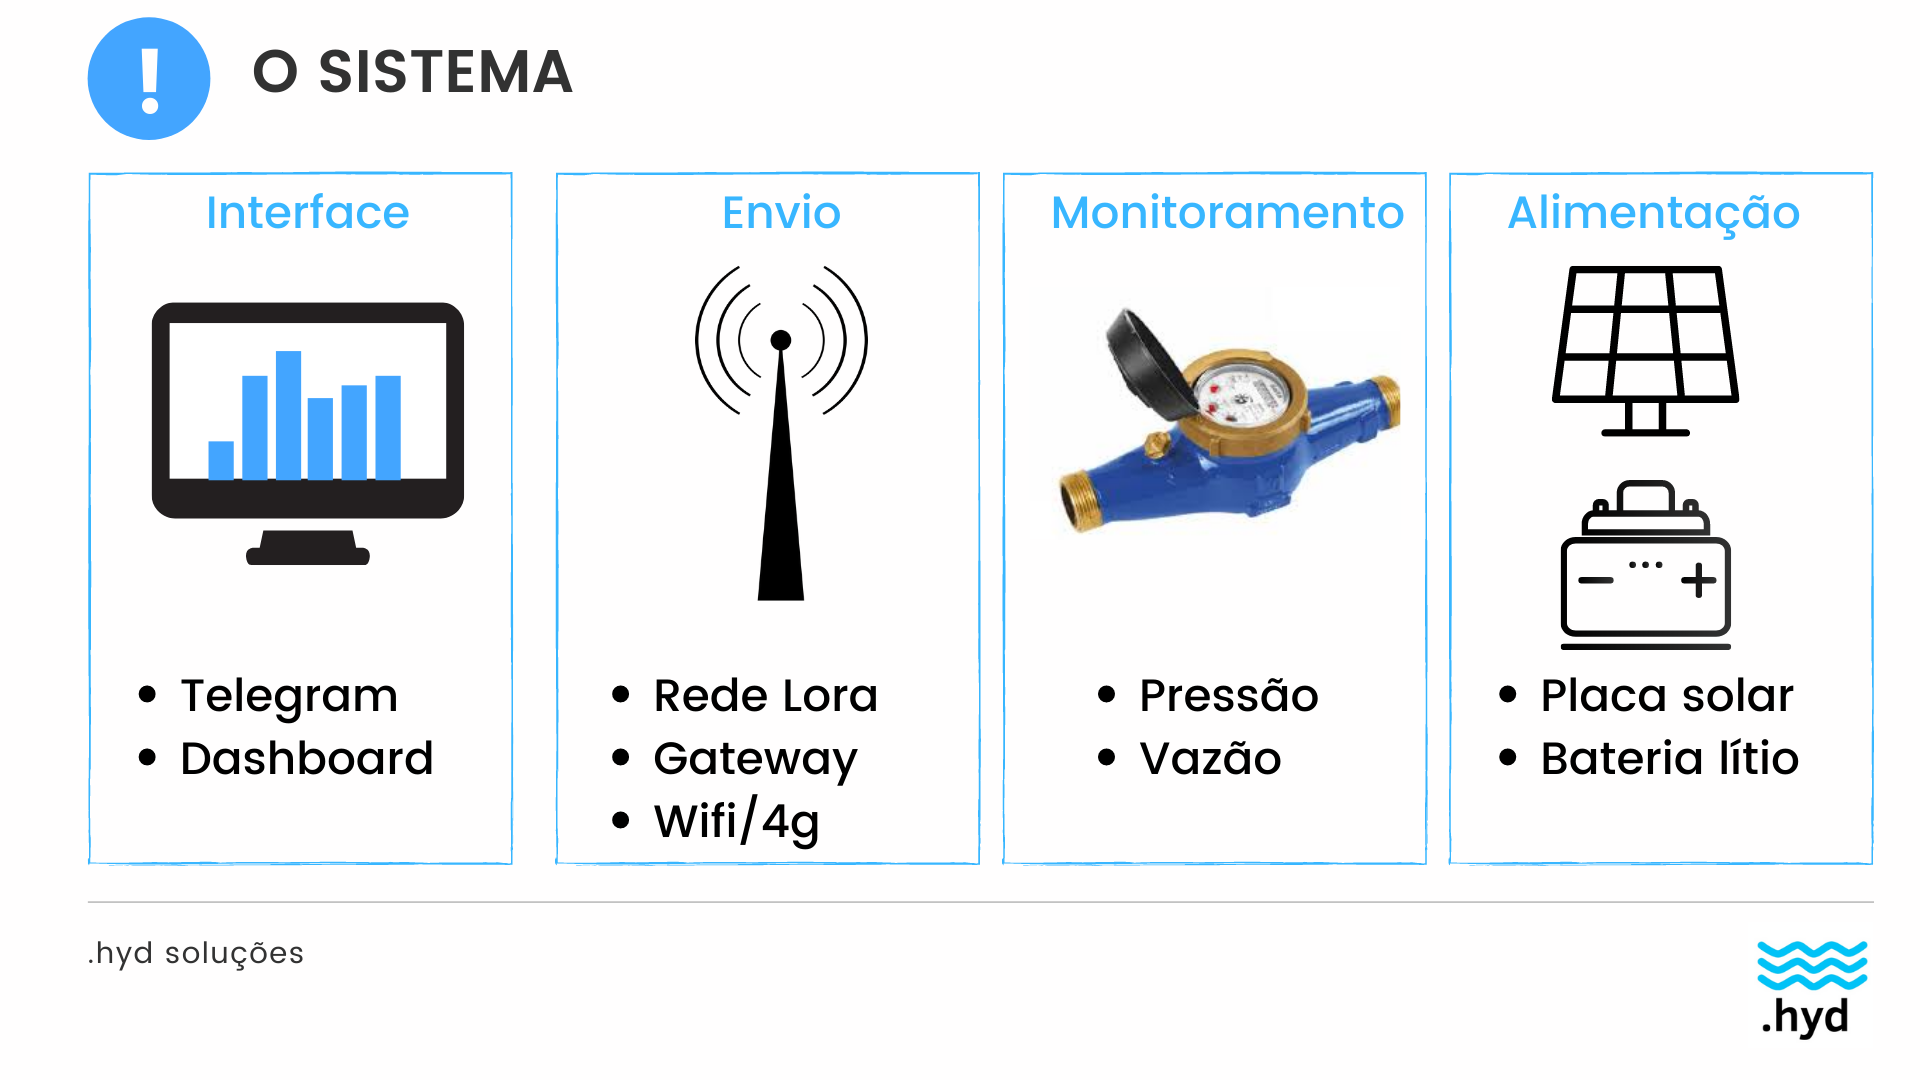 !
O SISTEMA
Interface
Envio
Monitoramento
Alimentação
• Telegram
• Dashboard
• Rede Lora
• Gateway
• Wifi/4g
• Pressão
• Vazão
• Placa solar
• Bateria lítio
.hyd soluções
.hyd